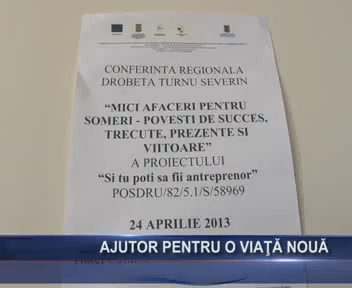 CONFERINTA REGIONALA
DROBETA TURNU SEVERIN
“MICI AFACERI PENTRU
SOMERI - POVESTI DE SUCCES,
TRECUTE, PREZENTE SI
VIITOARE”
A PROIECTULUI
“Si tu poti sa fii antreprenor”
POSDRU/82/5.1/S/58969
24 APRILIE 2013
AJUTOR PENTRU O VIAŢĂ NOUĂ